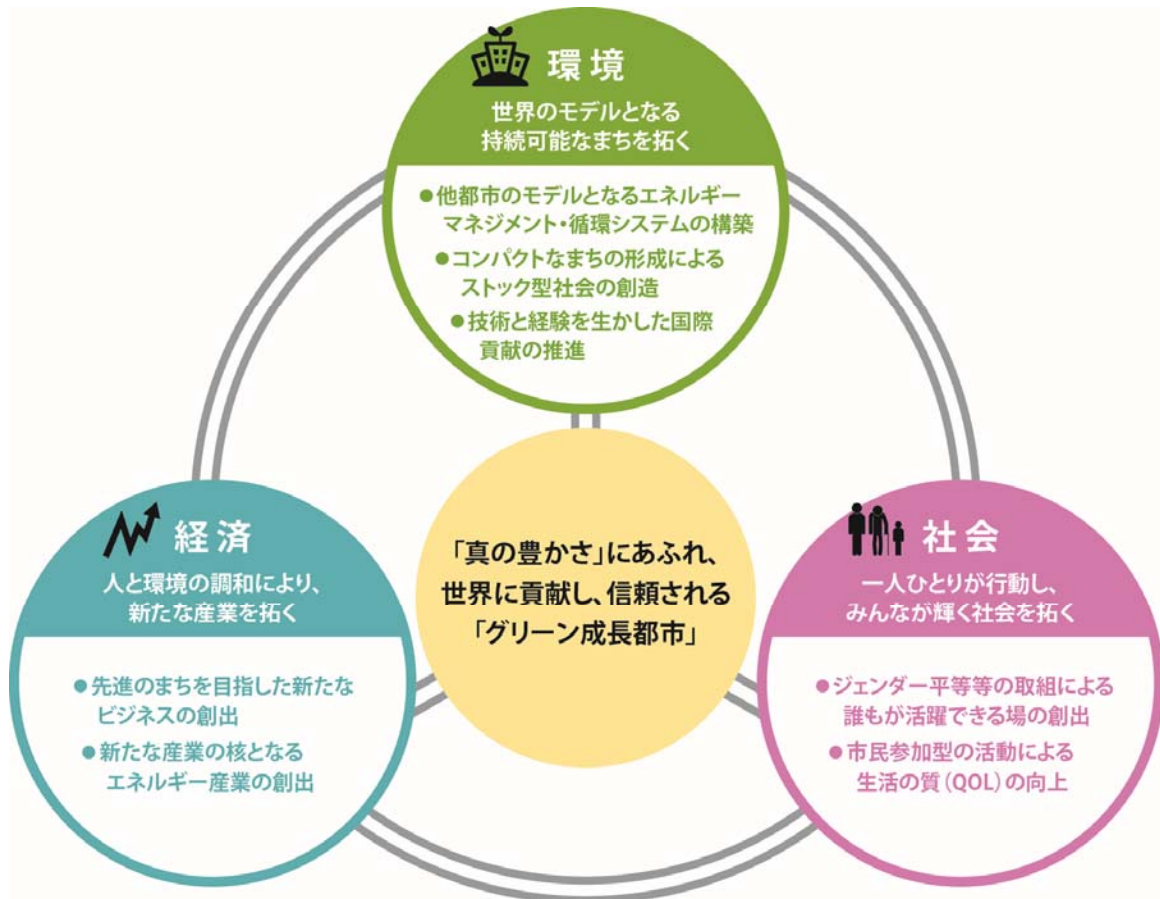 環境
世界のモデルとなる
持続可能なまちを拓く
●他都市のモデルとなるエネルギー
マネジメント・循環システムの構築
●コンパクトなまちの形成による
ストック型社会の創造
●技術と経験を生かした国際
貢献の推進
「真の豊かさ」にあふれ、
世界に貢献し、信頼される
「グリーン成長都市」
経済
人と環境の調和により、
新たな産業を拓く
●先進のまちを目指した新たな
ビジネスの創出
●新たな産業の核となる
エネルギー産業の創出
社会
一人ひとりが行動し、
みんなが輝く社会を拓く
●ジェンダー平等等の取組による
誰もが活躍できる場の創出
●市民参加型の活動による
生活の質(QOL)の向上